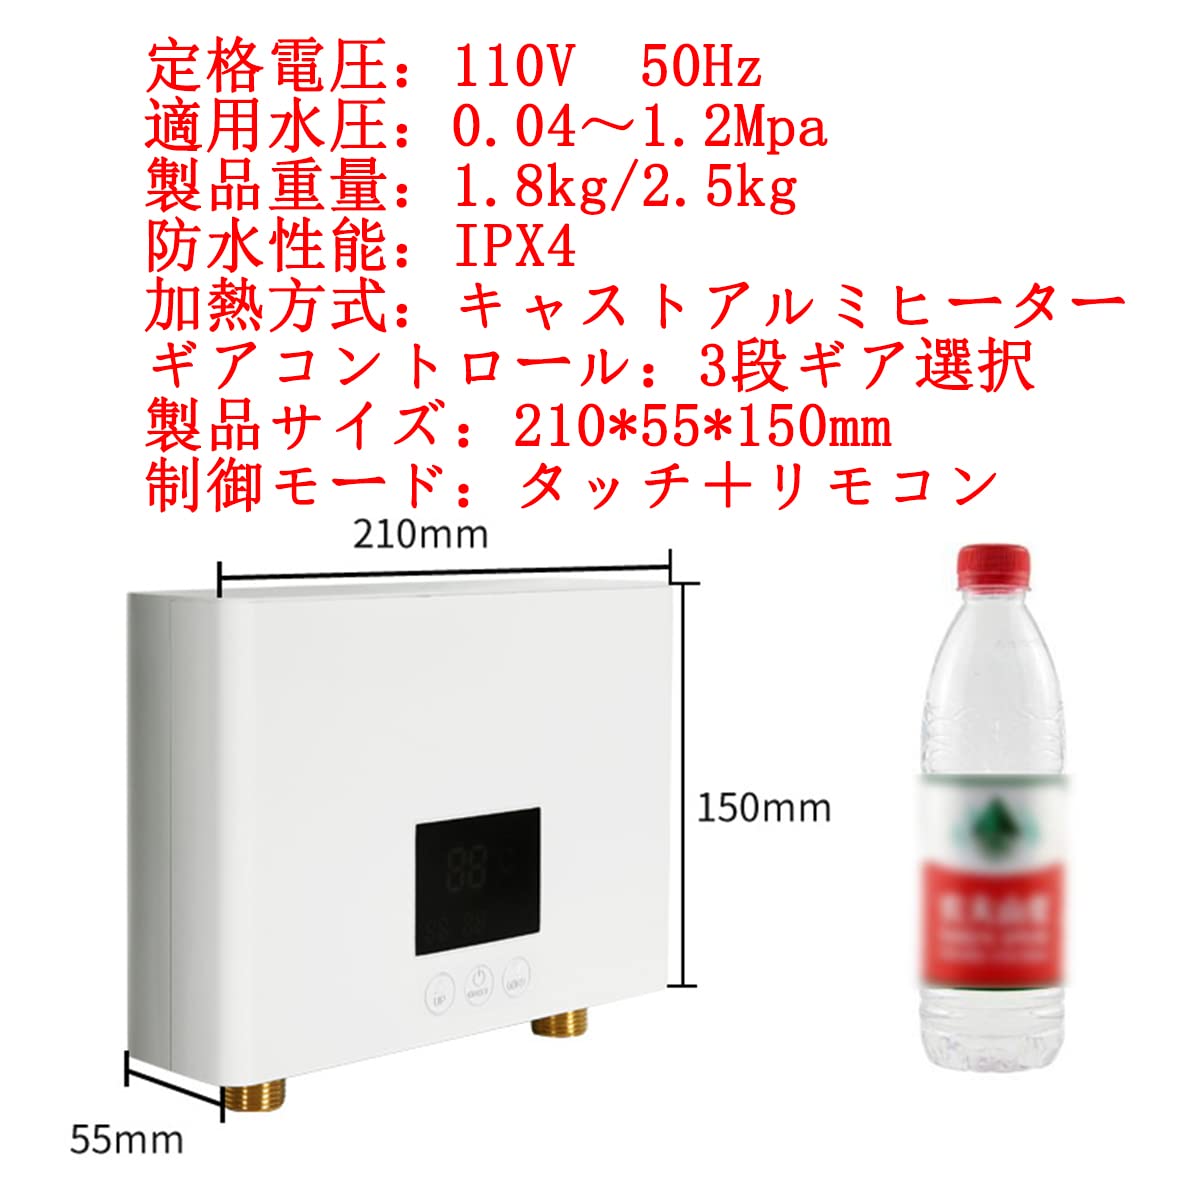 定格電圧：110V　50Hz
適用水圧：0.04～1.2Mpa
製品重量：1.8kg/2.5kg
防水性能：IPX4
加熱方式：キャストアルミヒーター
ギアコントロール：3段ギア選択
製品サイズ：210*55*150mm
制御モード：タッチ＋リモコン
210mm
150mm
88
UP
55mm